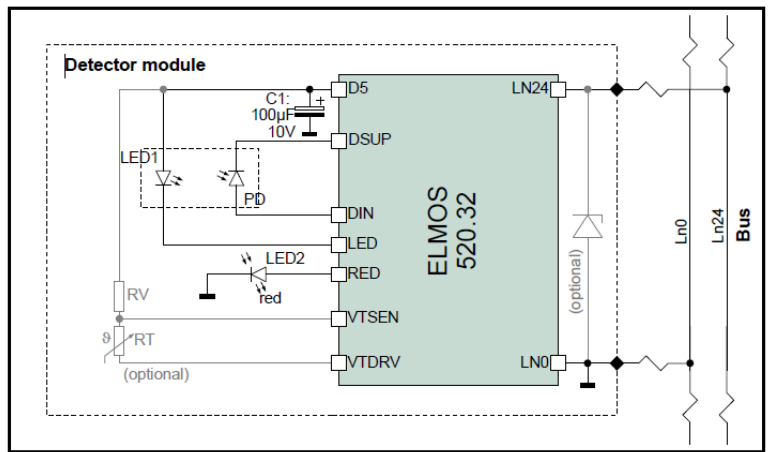 Detector module
D5
LN24
C1:
100µF
10V
+
DSUP
LED1
PD
DIN
LED
LED2
RED
red
ELMOS
520.32
(optional)
Ln0
Ln24
Bus
RV
VTSEN
ϑ
RT
VTDRV
LN0
(optional)